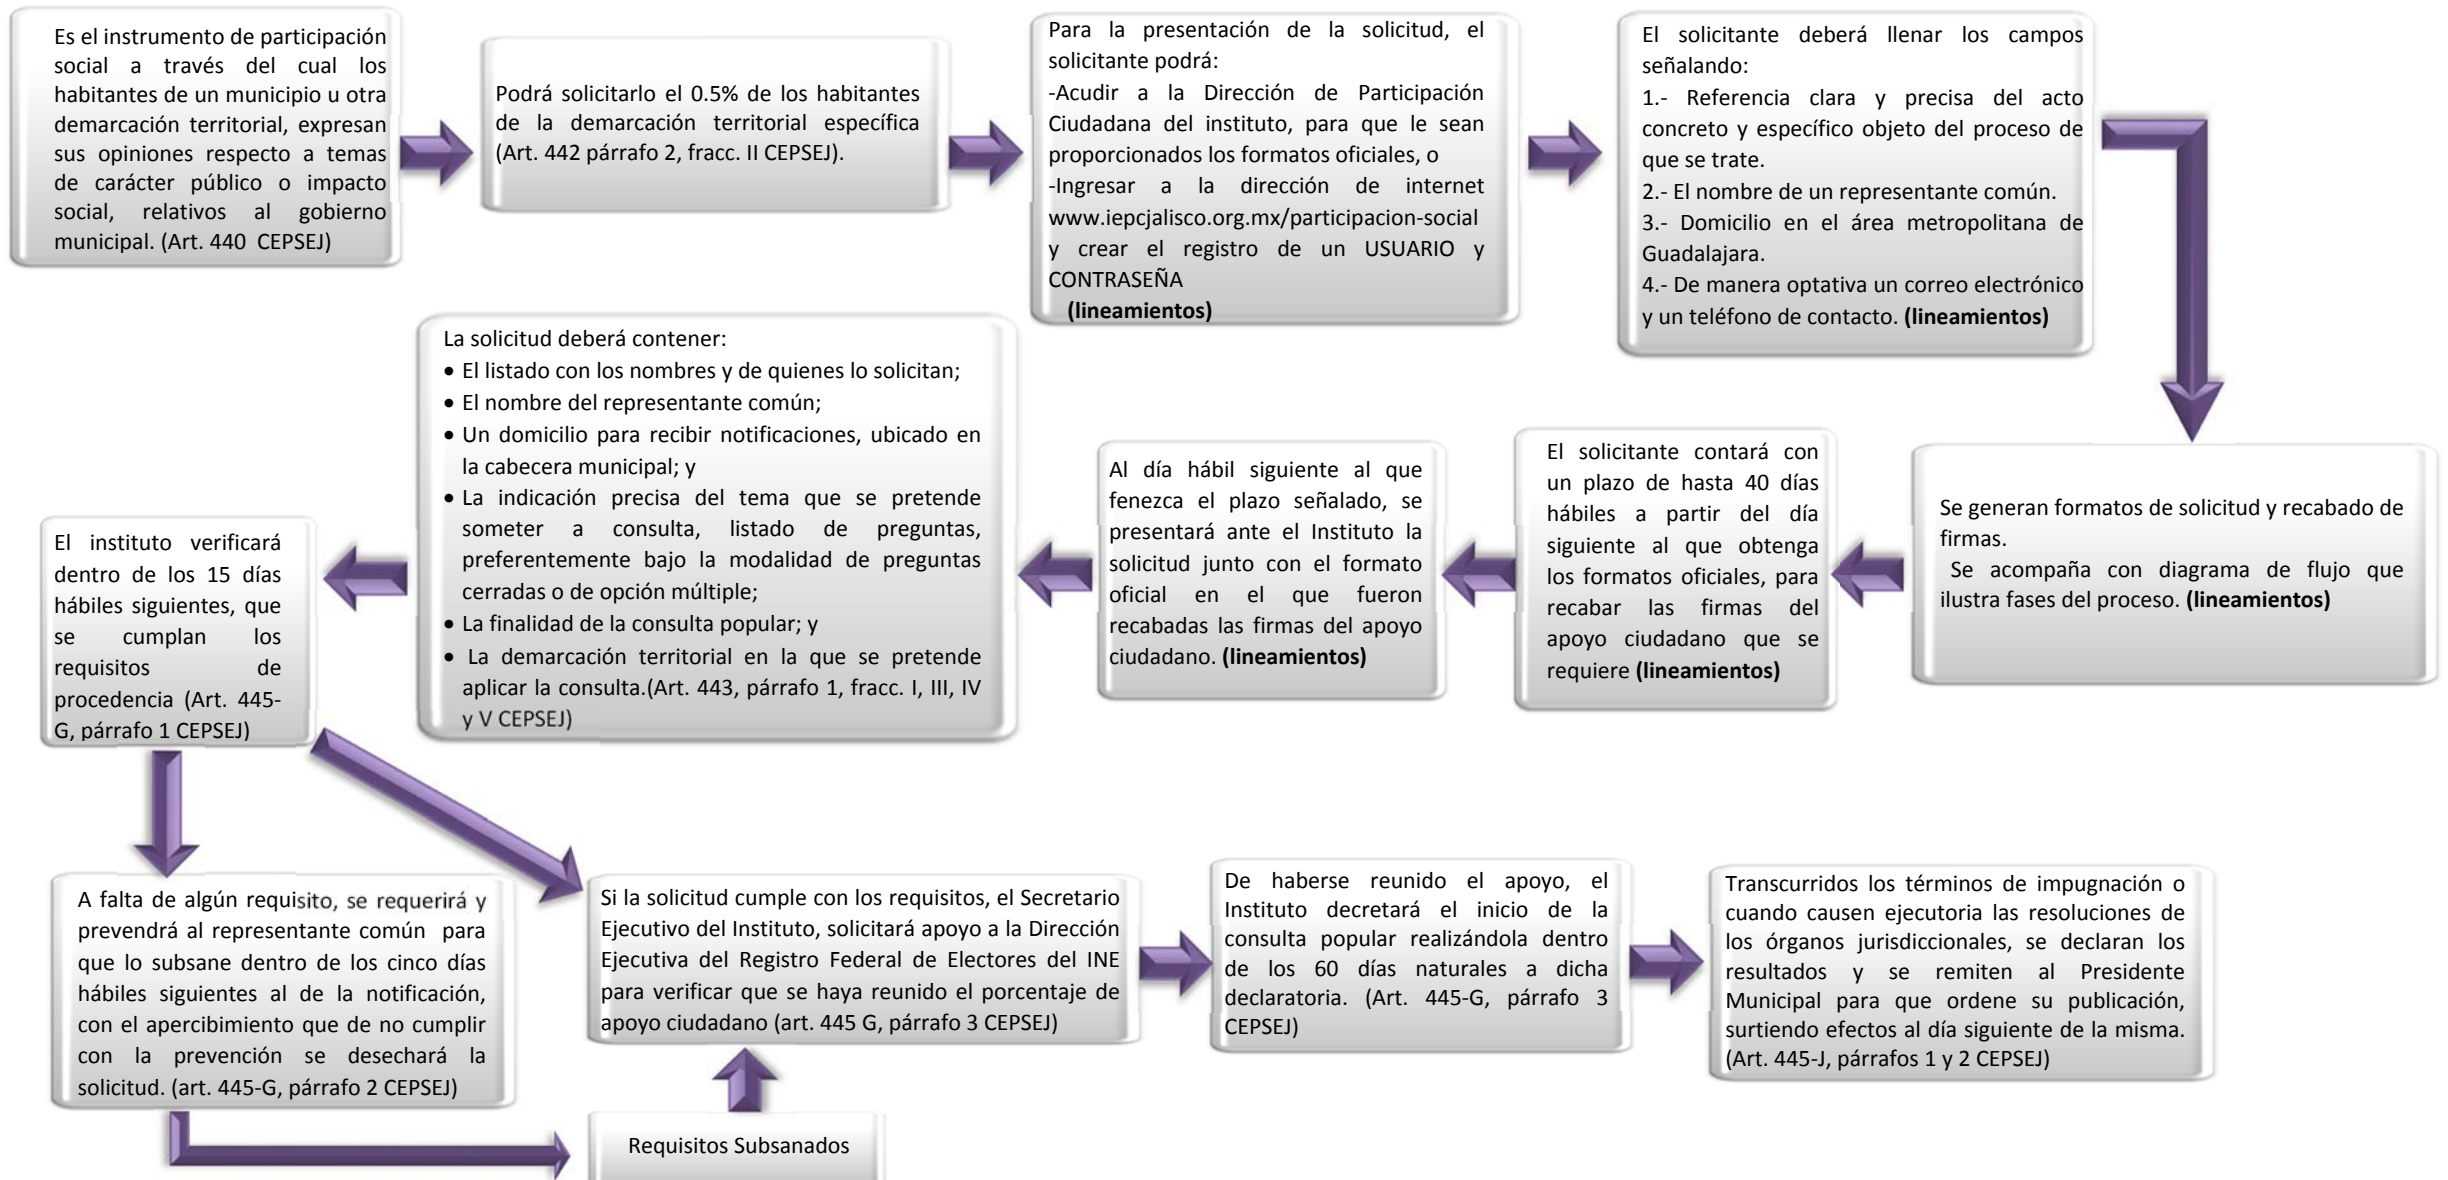 Es el instrumento de participación
social a través del cual los
habitantes de un municipio u otra
demarcación territorial, expresan
sus opiniones respecto a temas
de carácter público o impacto
social, relativos al gobierno
municipal. (Art. 440 CEPSEJ)
Podrá solicitarlo el 0.5% de los habitantes
de la demarcación territorial específica
(Art. 442 párrafo 2, fracc. II CEPSEJ).
Para la presentación de la solicitud, el
solicitante podrá:
-Acudir a la Dirección de Participación
Ciudadana del instituto, para que le sean
proporcionados los formatos oficiales, o
-Ingresar a la dirección de internet
www.iepcjalisco.org.mx/participacion-social
y crear el registro de un USUARIO y
CONTRASEÑA
(lineamientos)
El solicitante deberá llenar los campos
señalando:
1.- Referencia clara y precisa del acto
concreto y específico objeto del proceso de
que se trate.
2.- El nombre de un representante común.
3.- Domicilio en el área metropolitana de
Guadalajara.
4.- De manera optativa un correo electrónico
y un teléfono de contacto. (lineamientos)
Se generan formatos de solicitud y recabado de
firmas.
Se acompaña con diagrama de flujo que
ilustra fases del proceso. (lineamientos)
El solicitante contará con
un plazo de hasta 40 días
hábiles a partir del día
siguiente al que obtenga
los formatos oficiales, para
recabar las firmas del
apoyo ciudadano que se
requiere (lineamientos)
Al día hábil siguiente al que
fenezca el plazo señalado, se
presentará ante el Instituto la
solicitud junto con el formato
oficial en el que fueron
recabadas las firmas del apoyo
ciudadano. (lineamientos)
La solicitud deberá contener:
• El listado con los nombres y de quienes lo solicitan;
• El nombre del representante común;
• Un domicilio para recibir notificaciones, ubicado en
la cabecera municipal; y
• La indicación precisa del tema que se pretende
someter a consulta, listado de preguntas,
preferentemente bajo la modalidad de preguntas
cerradas o de opción múltiple;
• La finalidad de la consulta popular; y
• La demarcación territorial en la que se pretende
aplicar la consulta.(Art. 443, párrafo 1, fracc. I, III, IV
y V CEPSEJ)
El instituto verificará
dentro de los 15 días
hábiles siguientes, que
se cumplan los
requisitos de
procedencia (Art. 445-
G, párrafo 1 CEPSEJ)
A falta de algún requisito, se requerirá y
prevendrá al representante común para
que lo subsane dentro de los cinco días
hábiles siguientes al de la notificación,
con el apercibimiento que de no cumplir
con la prevención se desechará la
solicitud. (art. 445-G, párrafo 2 CEPSEJ)
Requisitos Subsanados
Si la solicitud cumple con los requisitos, el Secretario
Ejecutivo del Instituto, solicitará apoyo a la Dirección
Ejecutiva del Registro Federal de Electores del INE
para verificar que se haya reunido el porcentaje de
apoyo ciudadano (art. 445 G, párrafo 3 CEPSEJ)
De haberse reunido el apoyo, el
Instituto decretará el inicio de la
consulta popular realizándola dentro
de los 60 días naturales a dicha
declaratoria. (Art. 445-G, párrafo 3
CEPSEJ)
Transcurridos los términos de impugnación o
cuando causen ejecutoria las resoluciones de
los órganos jurisdiccionales, se declaran los
resultados y se remiten al Presidente
Municipal para que ordene su publicación,
surtiendo efectos al día siguiente de la misma.
(Art. 445-J, párrafos 1 y 2 CEPSEJ)